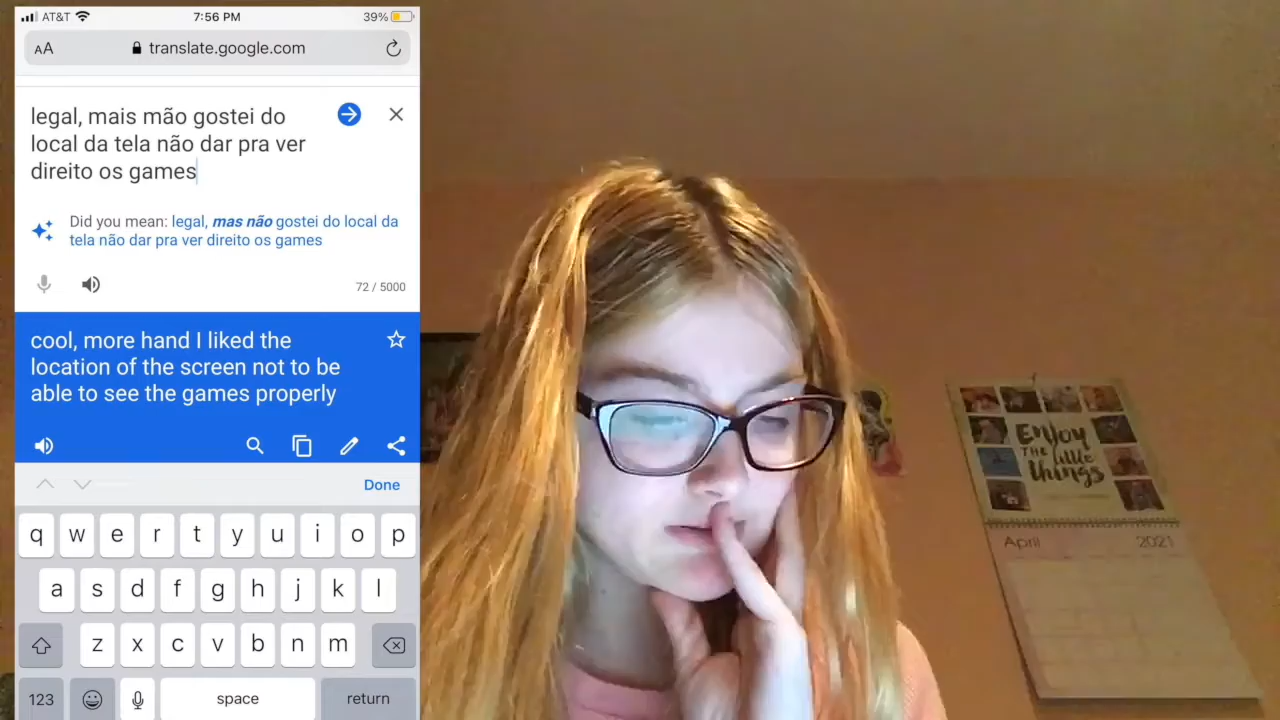 AT&T
7:56 PM
39%
AA
translate.google.com
legal, mais mão gostei do
local da tela não dar pra ver
direito os games
Did you mean: legal, mas não gostei do local da
tela não dar pra ver direito os games
72 / 5000
cool, more hand I liked the
location of the screen not to be
able to see the games properly
Done
q w e r t y u i o p
a s d f g h j k l
z x c v b n m
123
space
return
ENJOY
THE little
things
April
2021